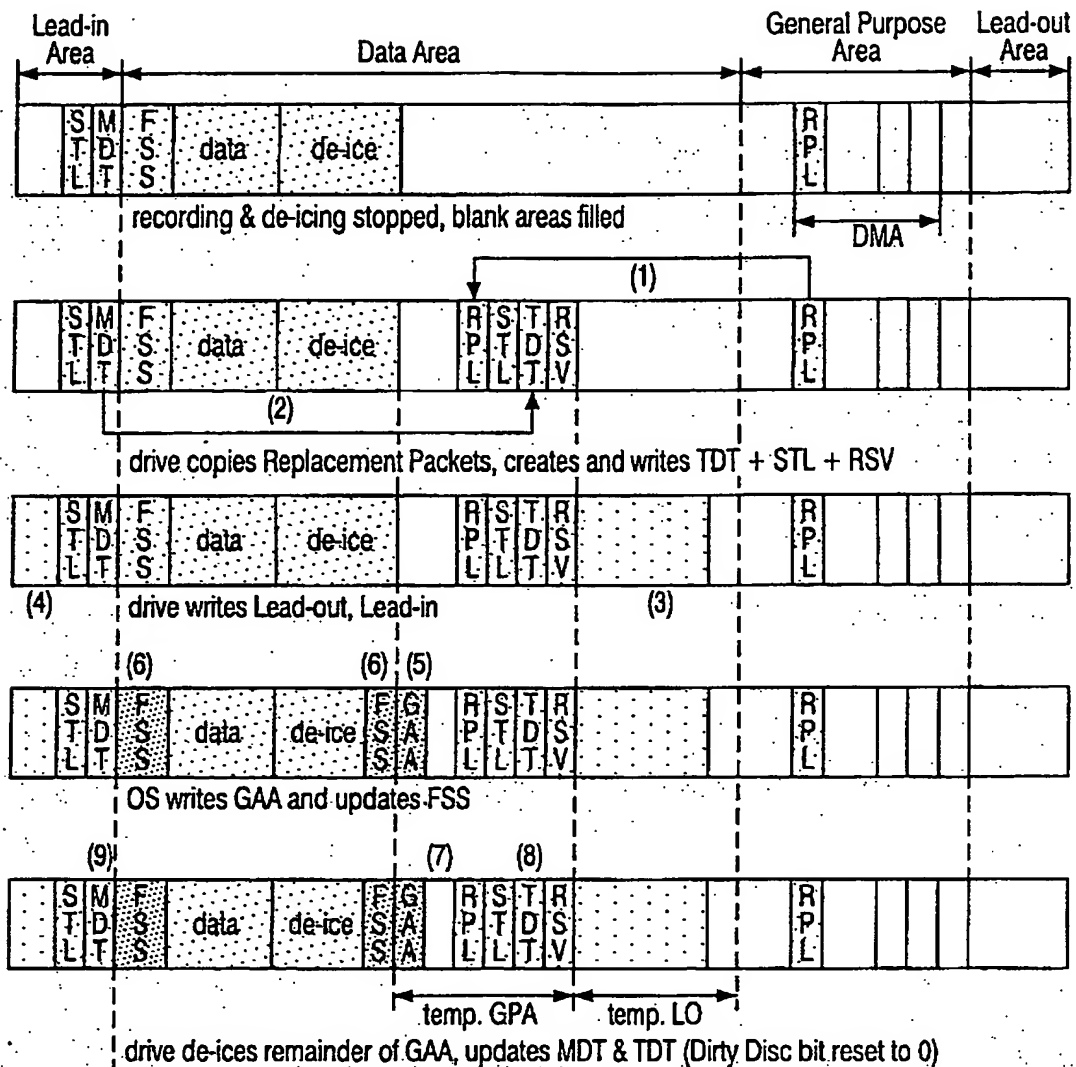 Lead-in Area
Data Area
General Purpose Area
Lead-out Area
STL MDT FSS data de-ice RPL
recording & de-icing stopped, blank areas filled
DMA
(1)
STL MDT FSS data de-ice RPL STL TDT RSV RPL
(2)
drive copies Replacement Packets, creates and writes TDT + STL + RSV
STL MDT FSS data de-ice RPL STL TDT RSV RPL
(4) drive writes Lead-out, Lead-in (3)
(6) (6) (5)
STL MDT FSS data de-ice FSS GAA RPL STL TDT RSV RPL
OS writes GAA and updates FSS
(9) (7) (8)
STL MDT FSS data de-ice FSS GAA RPL STL TDT RSV RPL
temp. GPA temp. LO
drive de-ices remainder of GAA, updates MDT & TDT (Dirty Disc bit reset to 0)